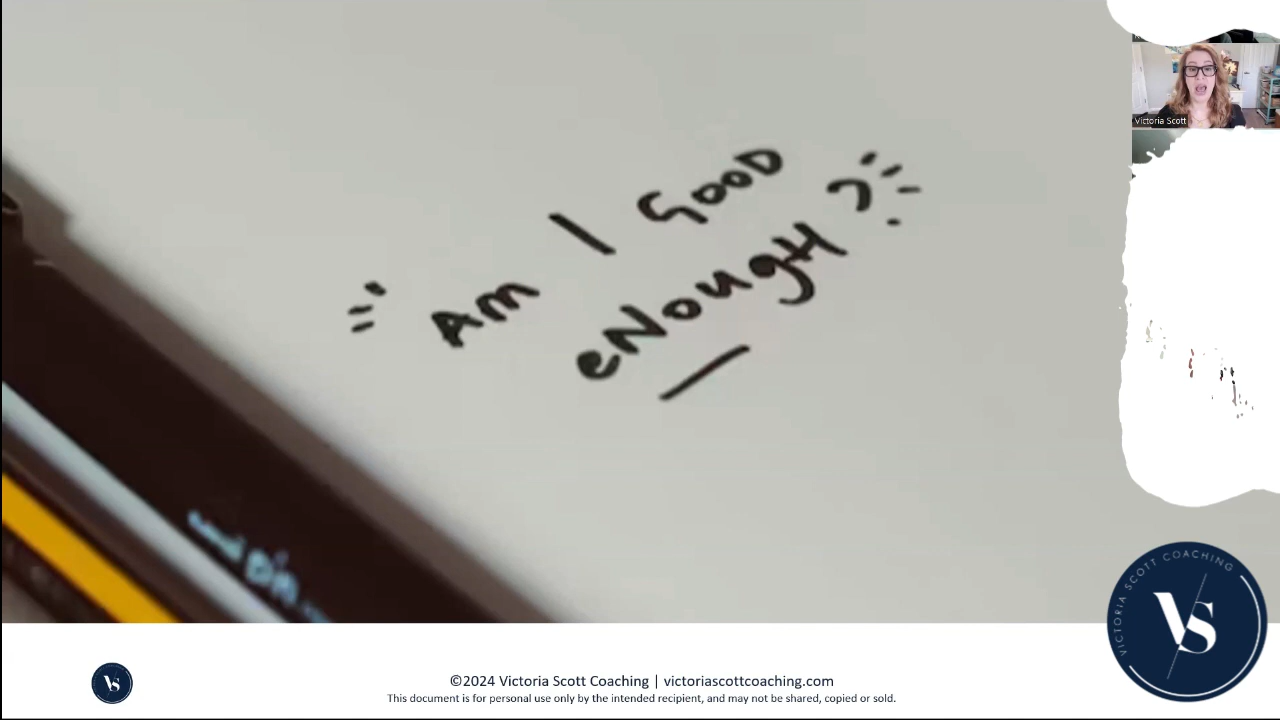 "Am I GOOD
eNougH?"
Victoria Scott
VICTORIA SCOTT COACHING
VS
VS
©2024 Victoria Scott Coaching | victoriascottcoaching.com
This document is for personal use only by the intended recipient, and may not be shared, copied or sold.